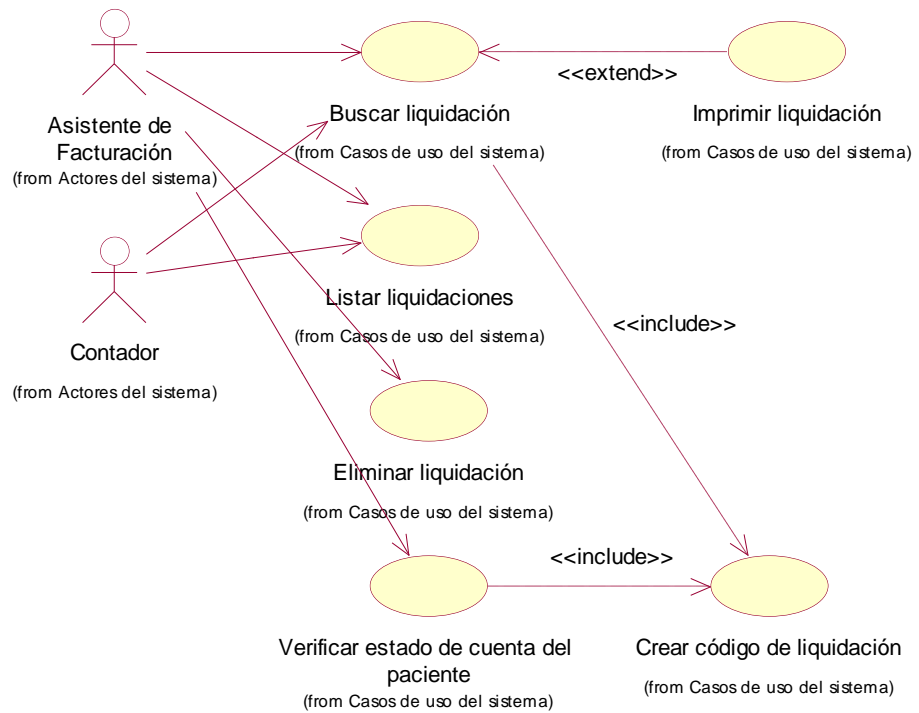 <<extend>>
Buscar liquidación
Imprimir liquidación
Asistente de
Facturación
(from Casos de uso del sistema)
(from Casos de uso del sistema)
(from Actores del sistema)
Listar liquidaciones
<<include>>
(from Casos de uso del sistema)
Contador
(from Actores del sistema)
Eliminar liquidación
(from Casos de uso del sistema)
<<include>>
Verificar estado de cuenta del
paciente
(from Casos de uso del sistema)
Crear código de liquidación
(from Casos de uso del sistema)